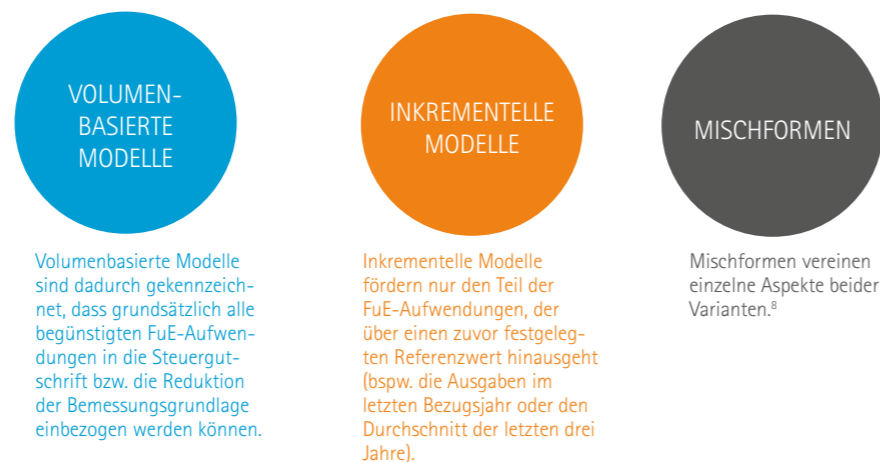 VOLUMEN-
BASIERTE
MODELLE
Volumenbasierte Modelle
sind dadurch gekennzeich-
net, dass grundsätzlich alle
begünstigten FuE-Aufwen-
dungen in die Steuergut-
schrift bzw. die Reduktion
der Bemessungsgrundlage
einbezogen werden können.
INKREMENTELLE
MODELLE
Inkrementelle Modelle
fördern nur den Teil der
FuE-Aufwendungen, der
über einen zuvor festgeleg-
ten Referenzwert hinausgeht
(bspw. die Ausgaben im
letzten Bezugsjahr oder den
Durchschnitt der letzten drei
Jahre).
MISCHFORMEN
Mischformen vereinen
einzelne Aspekte beider
Varianten.⁸